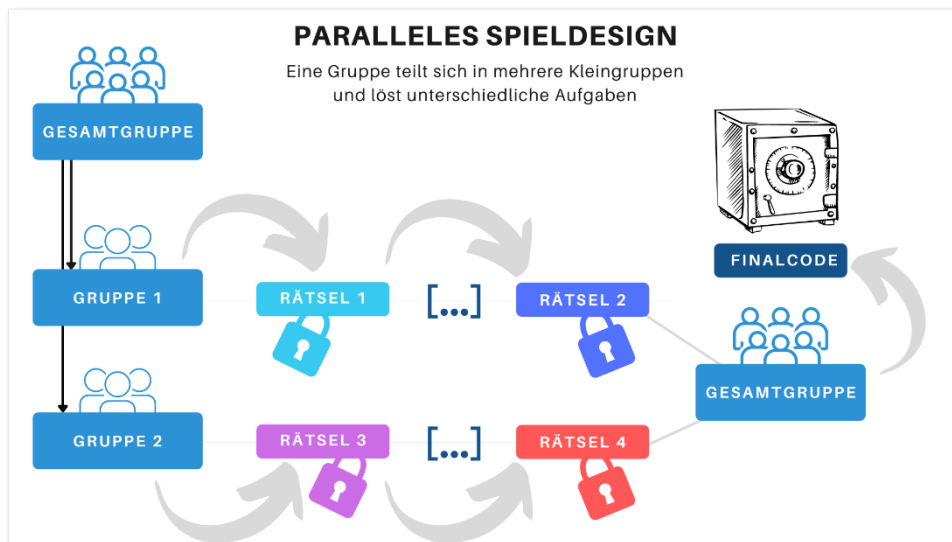 PARALLELES SPIELDESIGN
Eine Gruppe teilt sich in mehrere Kleingruppen
und löst unterschiedliche Aufgaben
GESAMTGRUPPE
FINALCODE
GRUPPE 1
RÄTSEL 1
[...]
RÄTSEL 2
GESAMTGRUPPE
GRUPPE 2
RÄTSEL 3
[...]
RÄTSEL 4